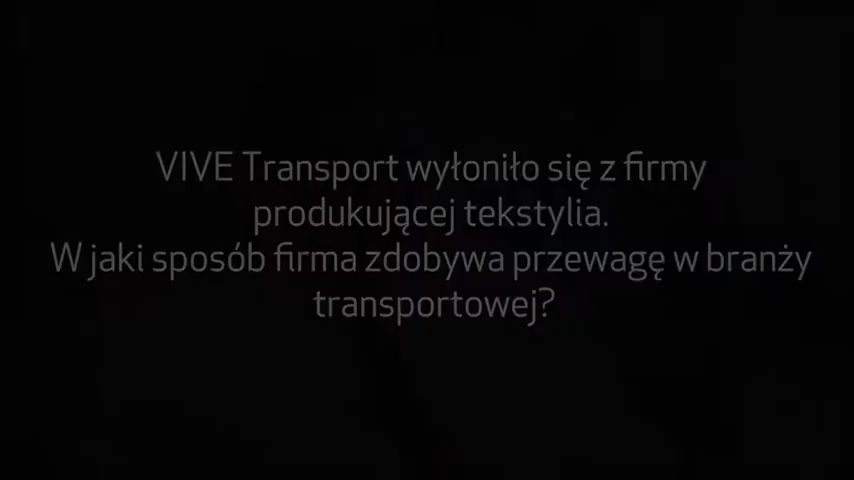 VIVE Transport wyłoniło się z firmy
produkującej tekstylia.
W jaki sposób firma zdobywa przewagę w branży
transportowej?